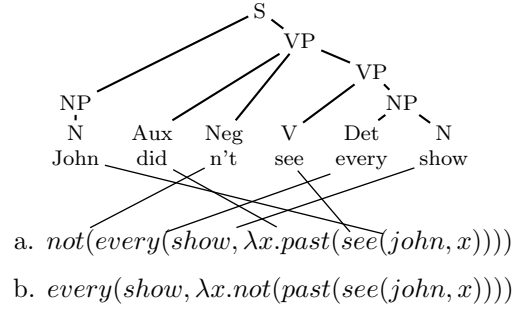 S
VP
VP
NP NP
N Aux Neg V Det N
John did n't see every show
a. not(every(show, λx.past(see(john, x))))
b. every(show, λx.not(past(see(john, x))))